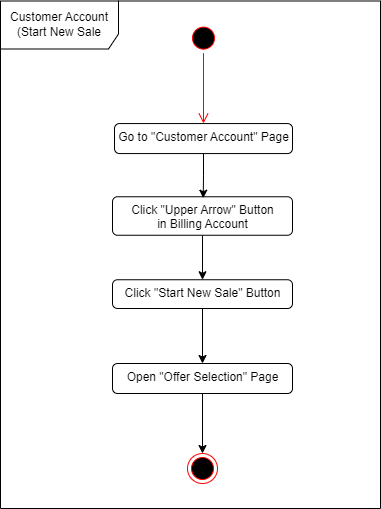 Customer Account
(Start New Sale
Go to "Customer Account" Page
Click "Upper Arrow" Button
in Billing Account
Click "Start New Sale" Button
Open "Offer Selection" Page